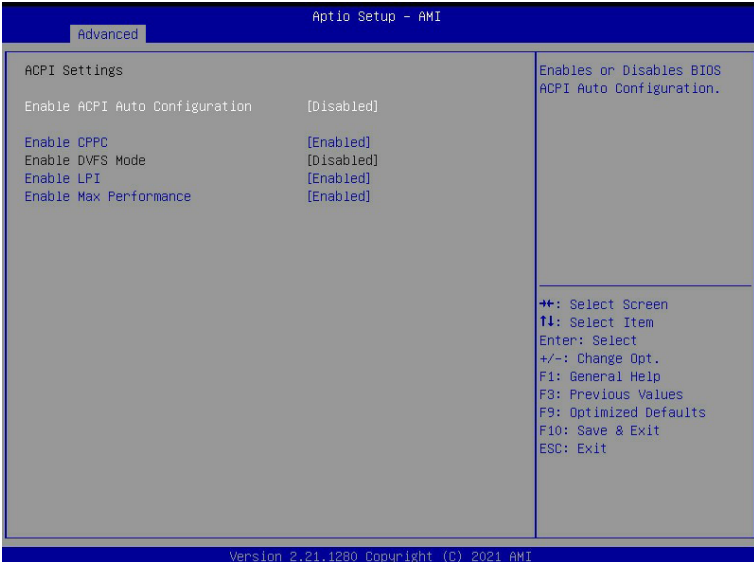 Aptio Setup – AMI
Advanced
ACPI Settings
Enable ACPI Auto Configuration [Disabled]
Enable CPPC [Enabled]
Enable DVFS Mode [Disabled]
Enable LPI [Enabled]
Enable Max Performance [Enabled]
Enables or Disables BIOS
ACPI Auto Configuration.
→←: Select Screen
↑↓: Select Item
Enter: Select
+/-: Change Opt.
F1: General Help
F3: Previous Values
F9: Optimized Defaults
F10: Save & Exit
ESC: Exit
Version 2.21.1280 Copyright (C) 2021 AMI